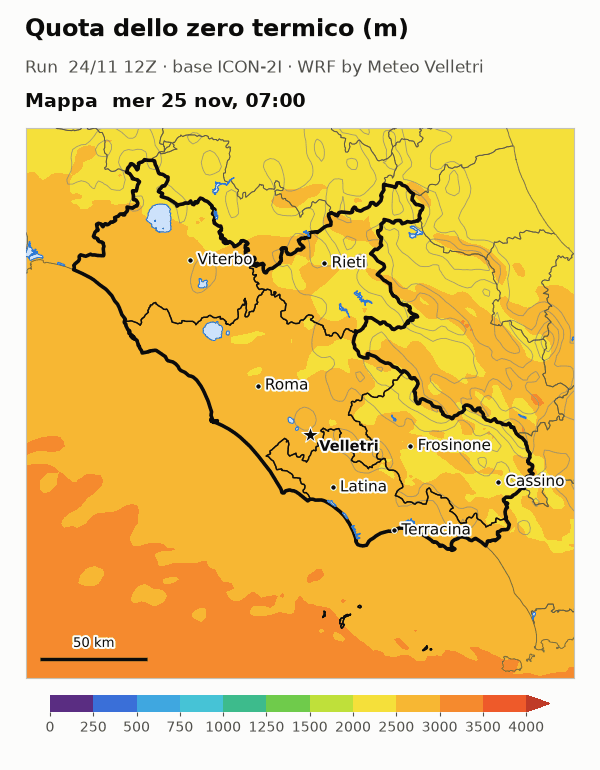 Quota dello zero termico (m)
Run 24/11 12Z · base ICON-2I · WRF by Meteo Velletri
Mappa mer 25 nov, 07:00
Viterbo
Rieti
Roma
Velletri
Frosinone
Cassino
Latina
Terracina
50 km
0 250 500 750 1000 1250 1500 2000 2500 3000 3500 4000